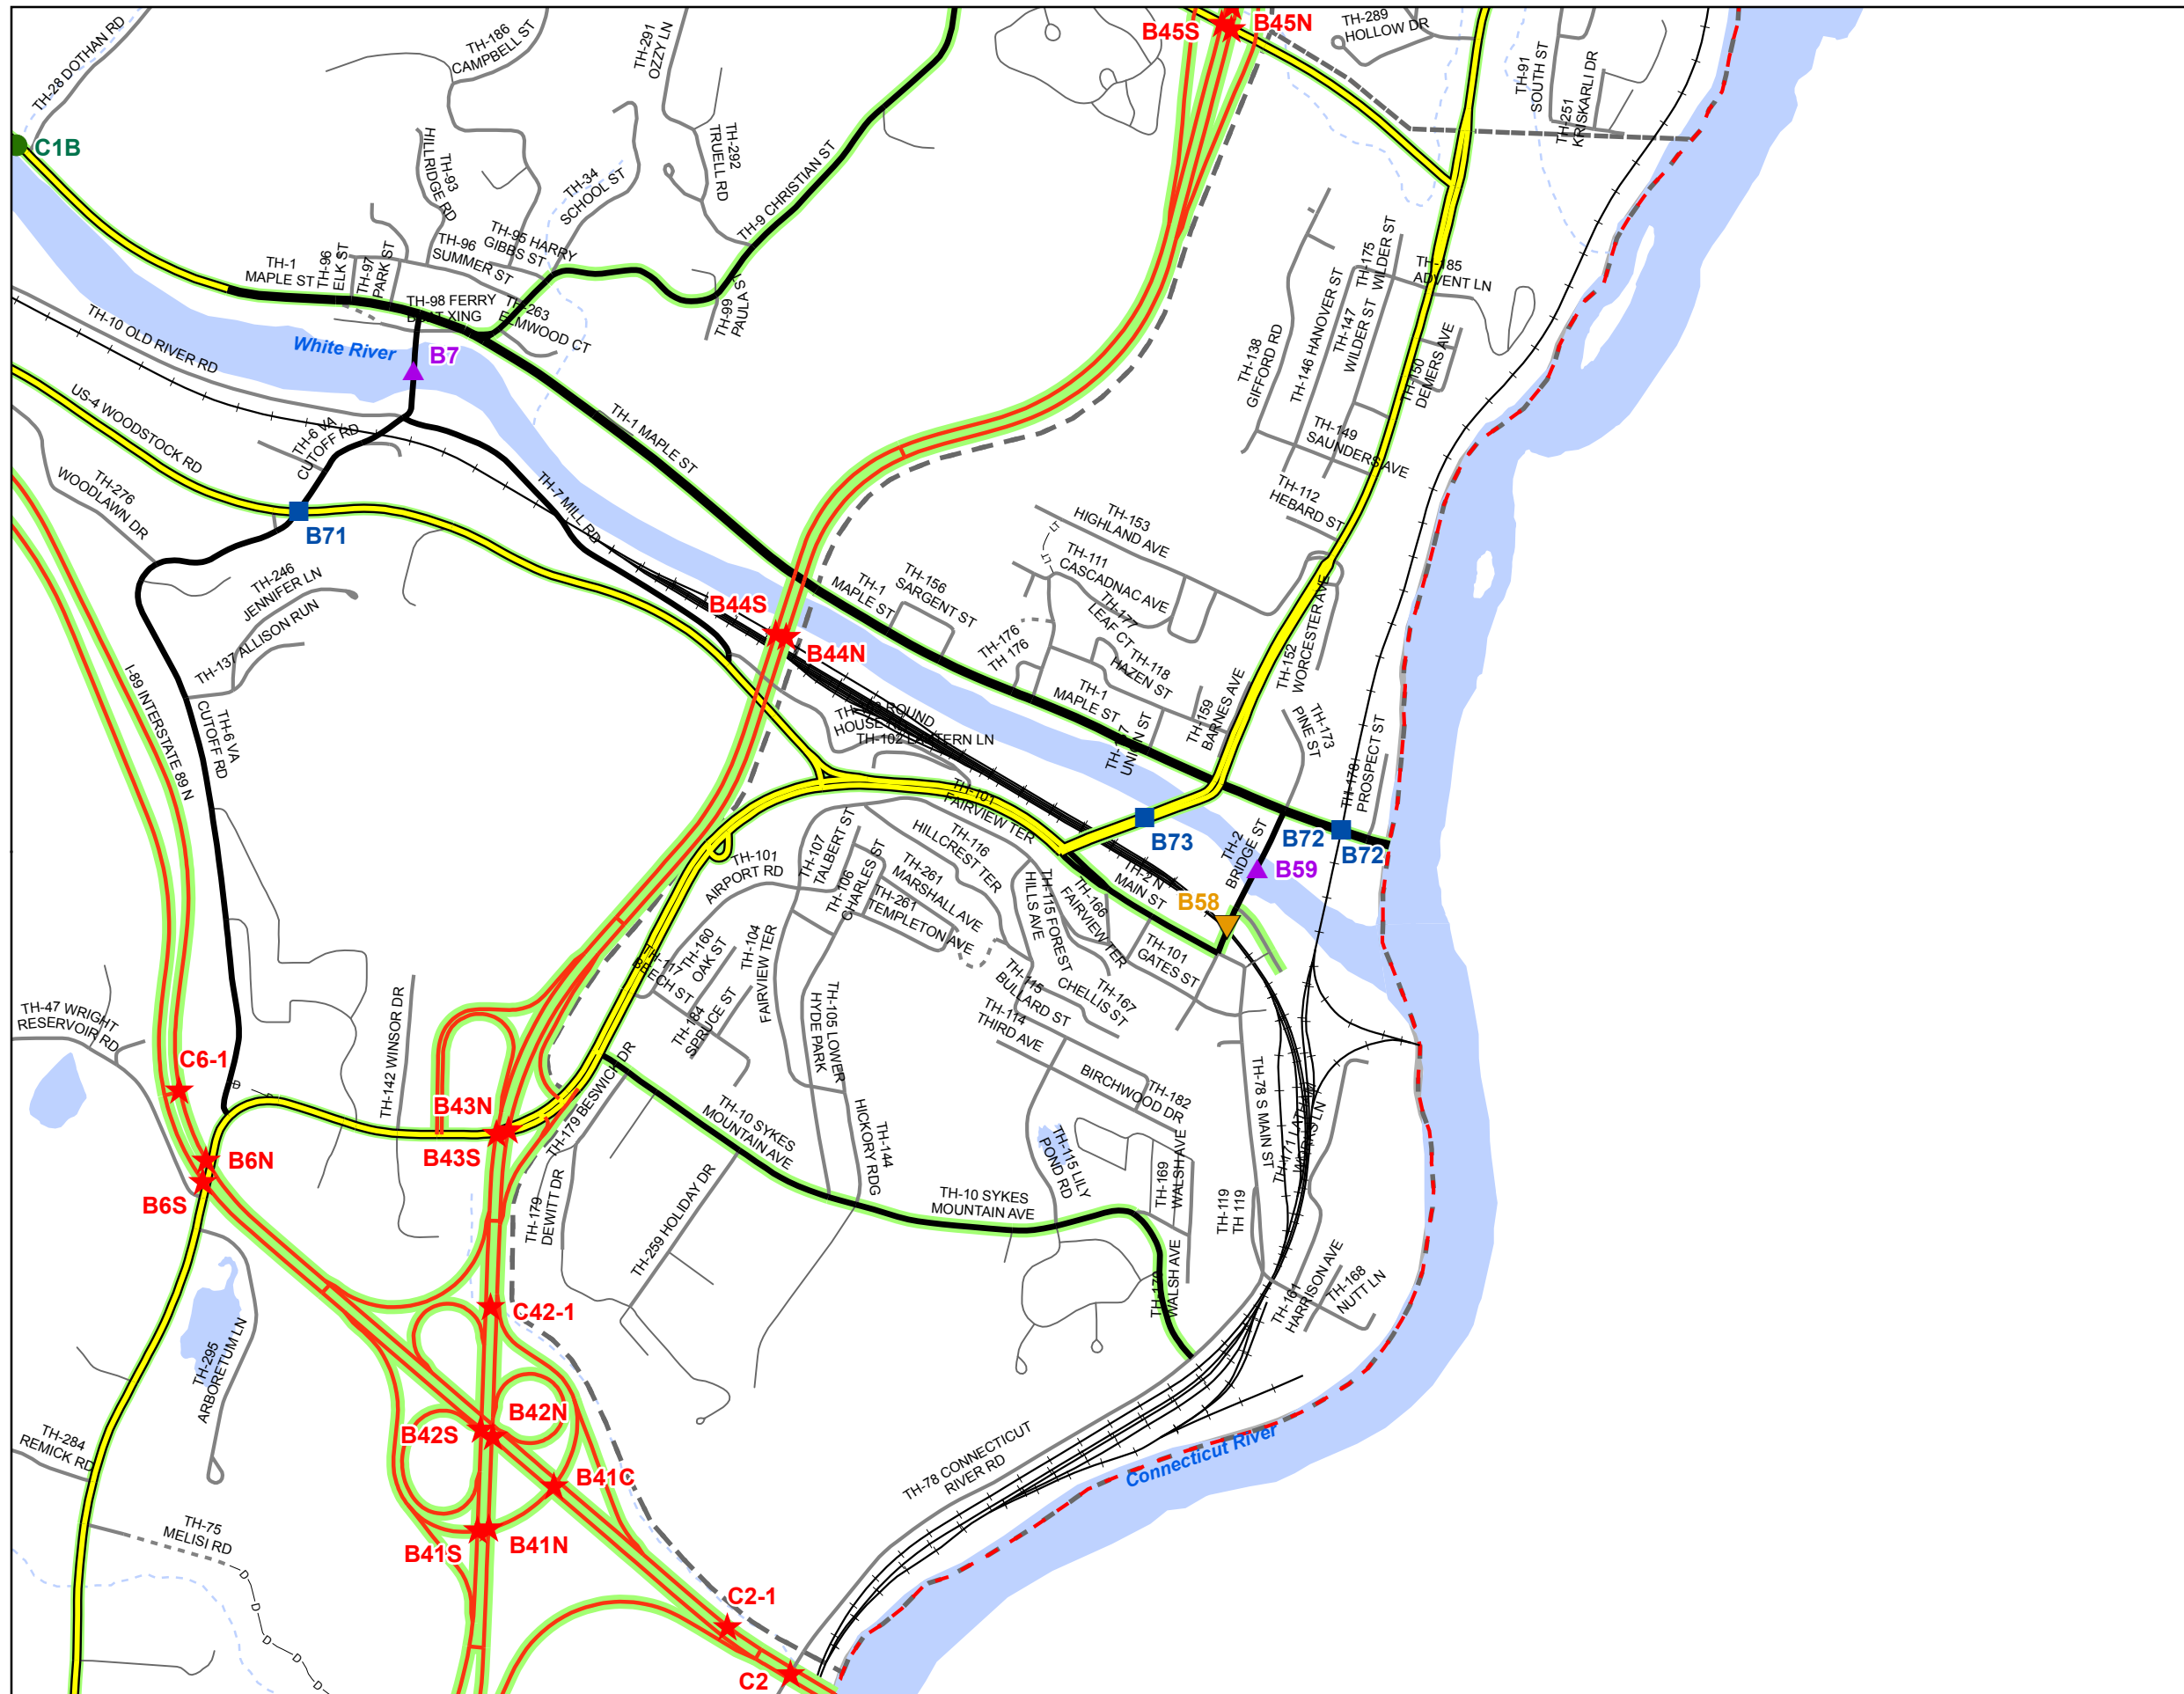 TH-28 DOTHAN RD
TH-186
CAMPBELL ST
TH-291
OZZY LN
B45S
B45N
TH-289
HOLLOW DR
TH-91
SOUTH ST
TH-251
KRISKARLI DR
C1B
TH-93
HILLRIDGE RD
TH-34
SCHOOL ST
TH-292
TRUELL RD
TH-9 CHRISTIAN ST
TH-95 HARRY
GIBBS ST
TH-96
SUMMER ST
TH-1
MAPLE ST
TH-96
ELK ST
TH-97
PARK ST
TH-98 FERRY
BOAT XING
TH-263
ELMWOOD CT
TH-99
PAULA ST
TH-175
WILDER ST
TH-185
ADVENT LN
TH-138
GIFFORD RD
TH-146 HANOVER ST
TH-147
WILDER ST
TH-150
DEMERS AVE
TH-149
SAUNDERS AVE
TH-10 OLD RIVER RD
White River
B7
US-4 WOODSTOCK RD
TH-6 VA
CUTOFF RD
TH-1 MAPLE ST
TH-7 MILL RD
TH-276
WOODLAWN DR
B71
TH-112
HEBARD ST
TH-153
HIGHLAND AVE
TH-111
CASCADNAC AVE
LT
LT
TH-246
JENNIFER LN
TH-137 ALLISON RUN
B44S
B44N
TH-1
MAPLE ST
TH-156
SARGENT ST
TH-177
LEAF CT
TH-176
TH 176
TH-118
HAZEN ST
TH-152
WORCESTER AVE
I-89 INTERSTATE 89 N
TH-6 VA
CUTOFF RD
ROUND
HOUSE
TH-102 LANTERN LN
TH-1
MAPLE ST
UNION ST
TH-159
BARNES AVE
TH-173
PINE ST
TH-178
PROSPECT ST
TH-101
FAIRVIEW TER
B73
B72
B72
TH-2
BRIDGE ST
B59
B58
TH-2 N
MAIN ST
TH-101
AIRPORT RD
TH-107
TALBERT ST
TH-106
CHARLES ST
TH-116
HILLCREST TER
TH-261
MARSHALL AVE
TH-261
TEMPLETON AVE
TH-115 FOREST
HILLS AVE
TH-166
FAIRVIEW TER
TH-101
GATES ST
TH-117
BEECH ST
TH-160
OAK ST
TH-104
FAIRVIEW TER
TH-184
SPRUCE ST
TH-105 LOWER
HYDE PARK
TH-115
BULLARD ST
TH-167
CHELLIS ST
TH-114
THIRD AVE
TH-47 WRIGHT
RESERVOIR RD
C6-1
D
TH-142 WINSOR DR
B43N
B43S
TH-179 BESWICK DR
TH-10 SYKES
MOUNTAIN AVE
TH-144
HICKORY RDG
TH-182
BIRCHWOOD DR
TH-115 LILY
POND RD
TH-169
WALSH AVE
TH-78 S MAIN ST
TH-171 LATHAM
WORKS LN
B6N
B6S
TH-179
DEWITT DR
TH-259 HOLIDAY DR
TH-10 SYKES
MOUNTAIN AVE
TH-119
TH 119
TH-170
WALSH AVE
TH-161
HARRISON AVE
TH-168
NUTT LN
TH-295
ARBORETUM LN
C42-1
B42N
B42S
B41C
B41N
B41S
TH-284
REMICK RD
TH-75
MELISI RD
D
D
D
D
D
TH-78 CONNECTICUT
RIVER RD
Connecticut River
C2-1
C2